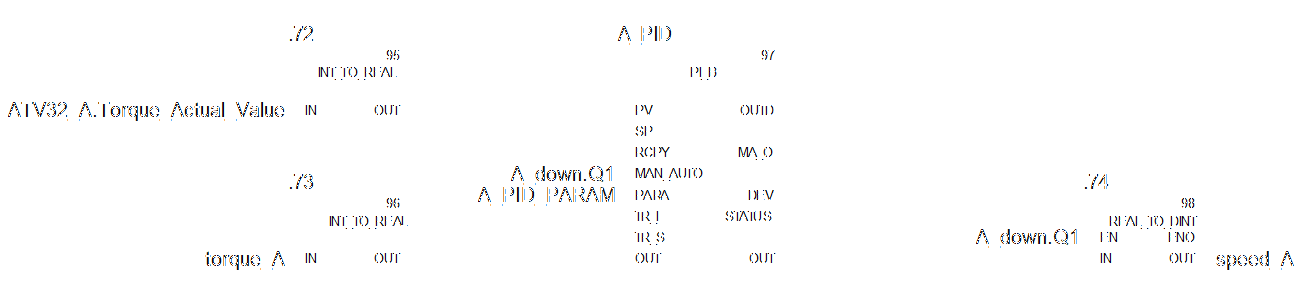 .72
95
INT_TO_REAL
ATV32_A.Torque_Actual_Value IN OUT
.73
96
INT_TO_REAL
torque_A IN OUT
A_PID
97
PI_D
PV OUTD
SP
RCPY MA_O
A_down.Q1 MAN_AUTO
A_PID_PARAM PARA DEV
TR_I STATUS
TR_S
OUT OUT
.74
98
REAL_TO_DINT
A_down.Q1 EN ENO
IN OUT speed_A